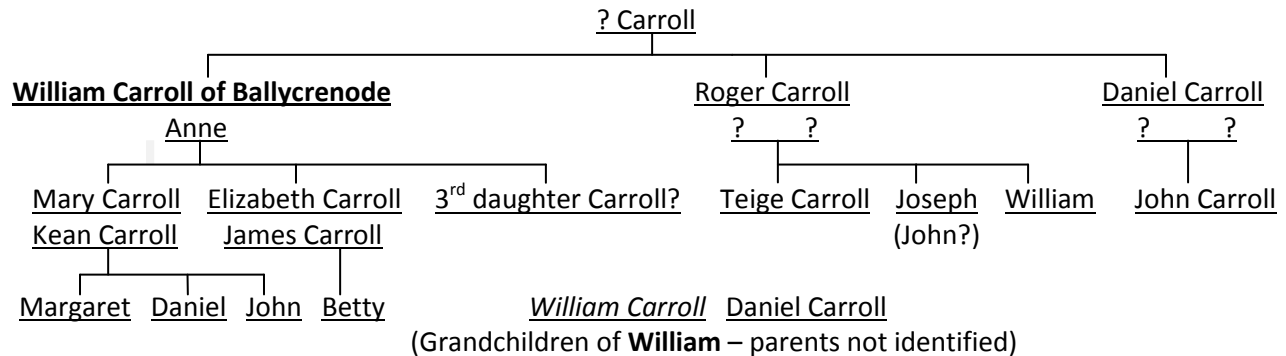 ? Carroll
William Carroll of Ballycrenode Roger Carroll Daniel Carroll
Anne ? ? ? ?
Mary Carroll Elizabeth Carroll 3rd daughter Carroll? Teige Carroll Joseph William John Carroll
Kean Carroll James Carroll (John?)
Margaret Daniel John Betty William Carroll Daniel Carroll
(Grandchildren of William – parents not identified)